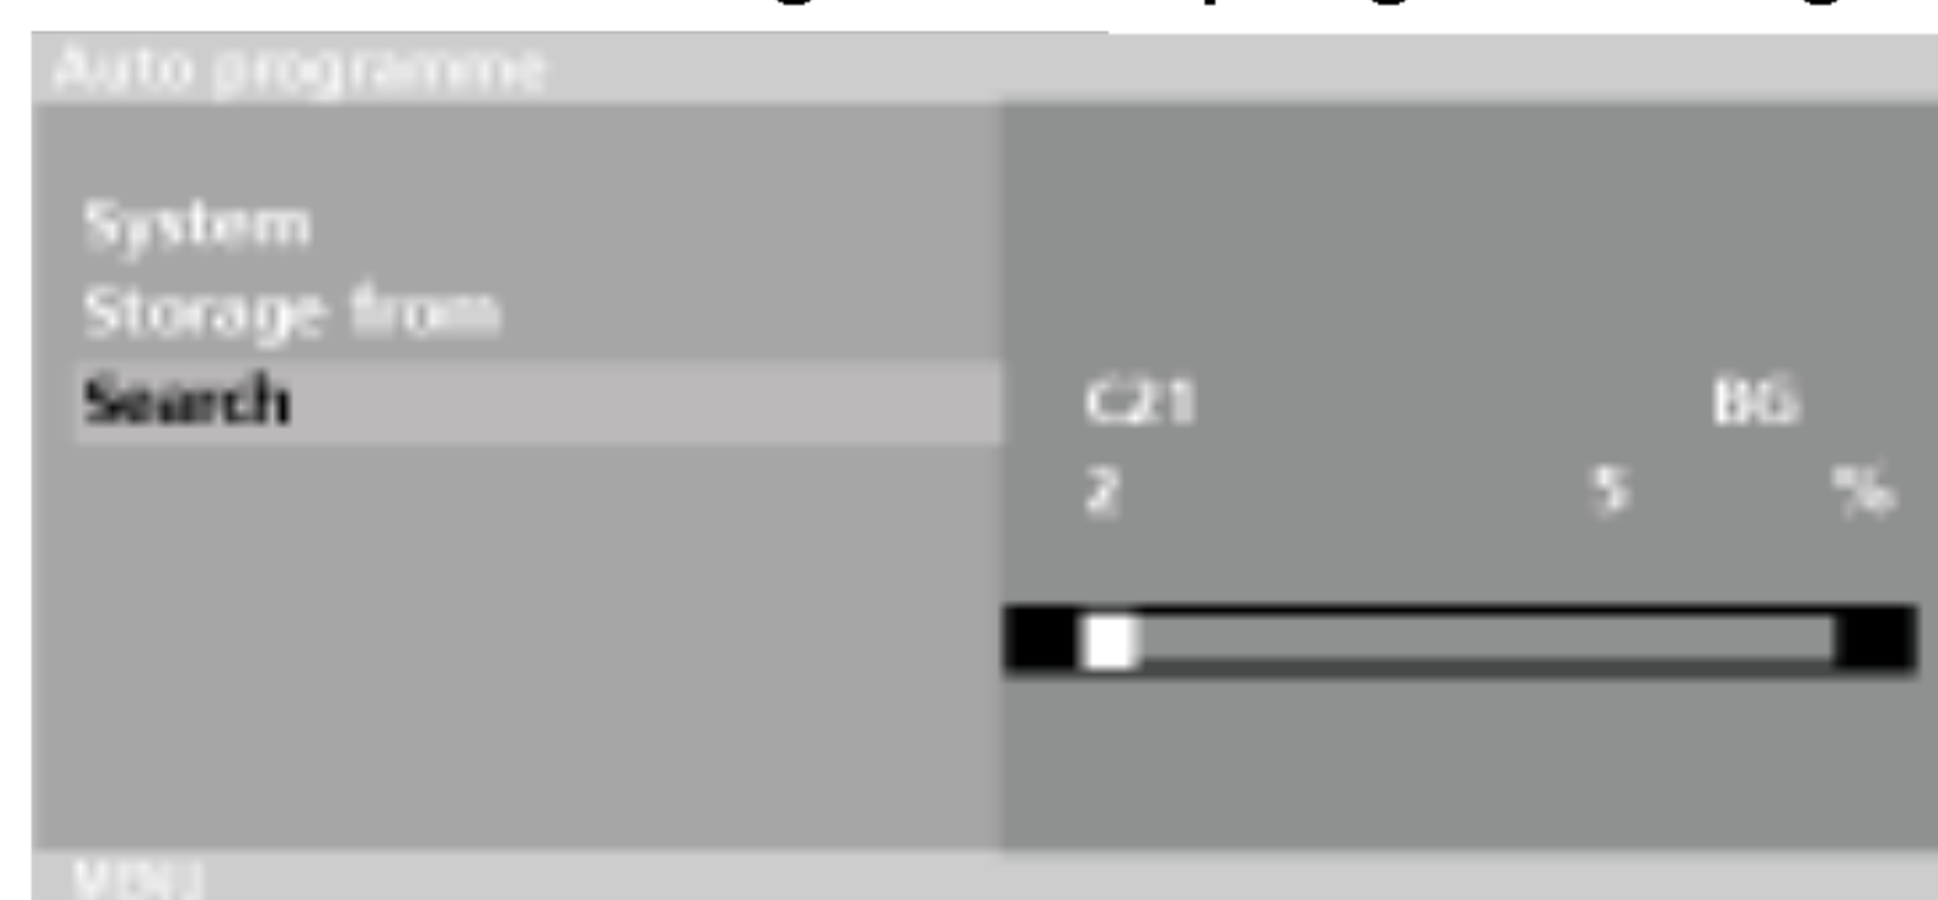 Auto programme
System
Storage from
Search C21 BG
2 5 %